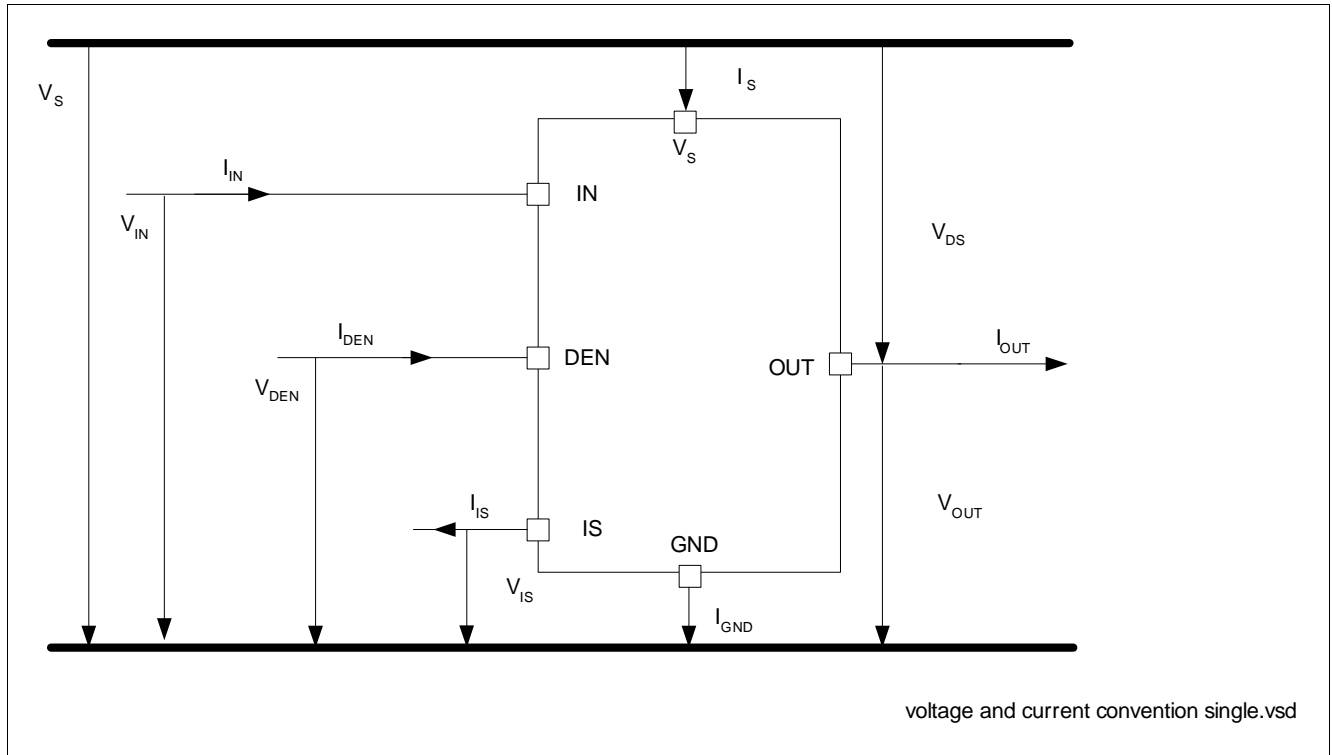 V_S
I_S
V_S
I_IN
IN
V_IN
V_DS
I_DEN
DEN
V_DEN
OUT
I_OUT
I_IS
IS
V_IS
GND
I_GND
V_OUT
voltage and current convention single.vsd